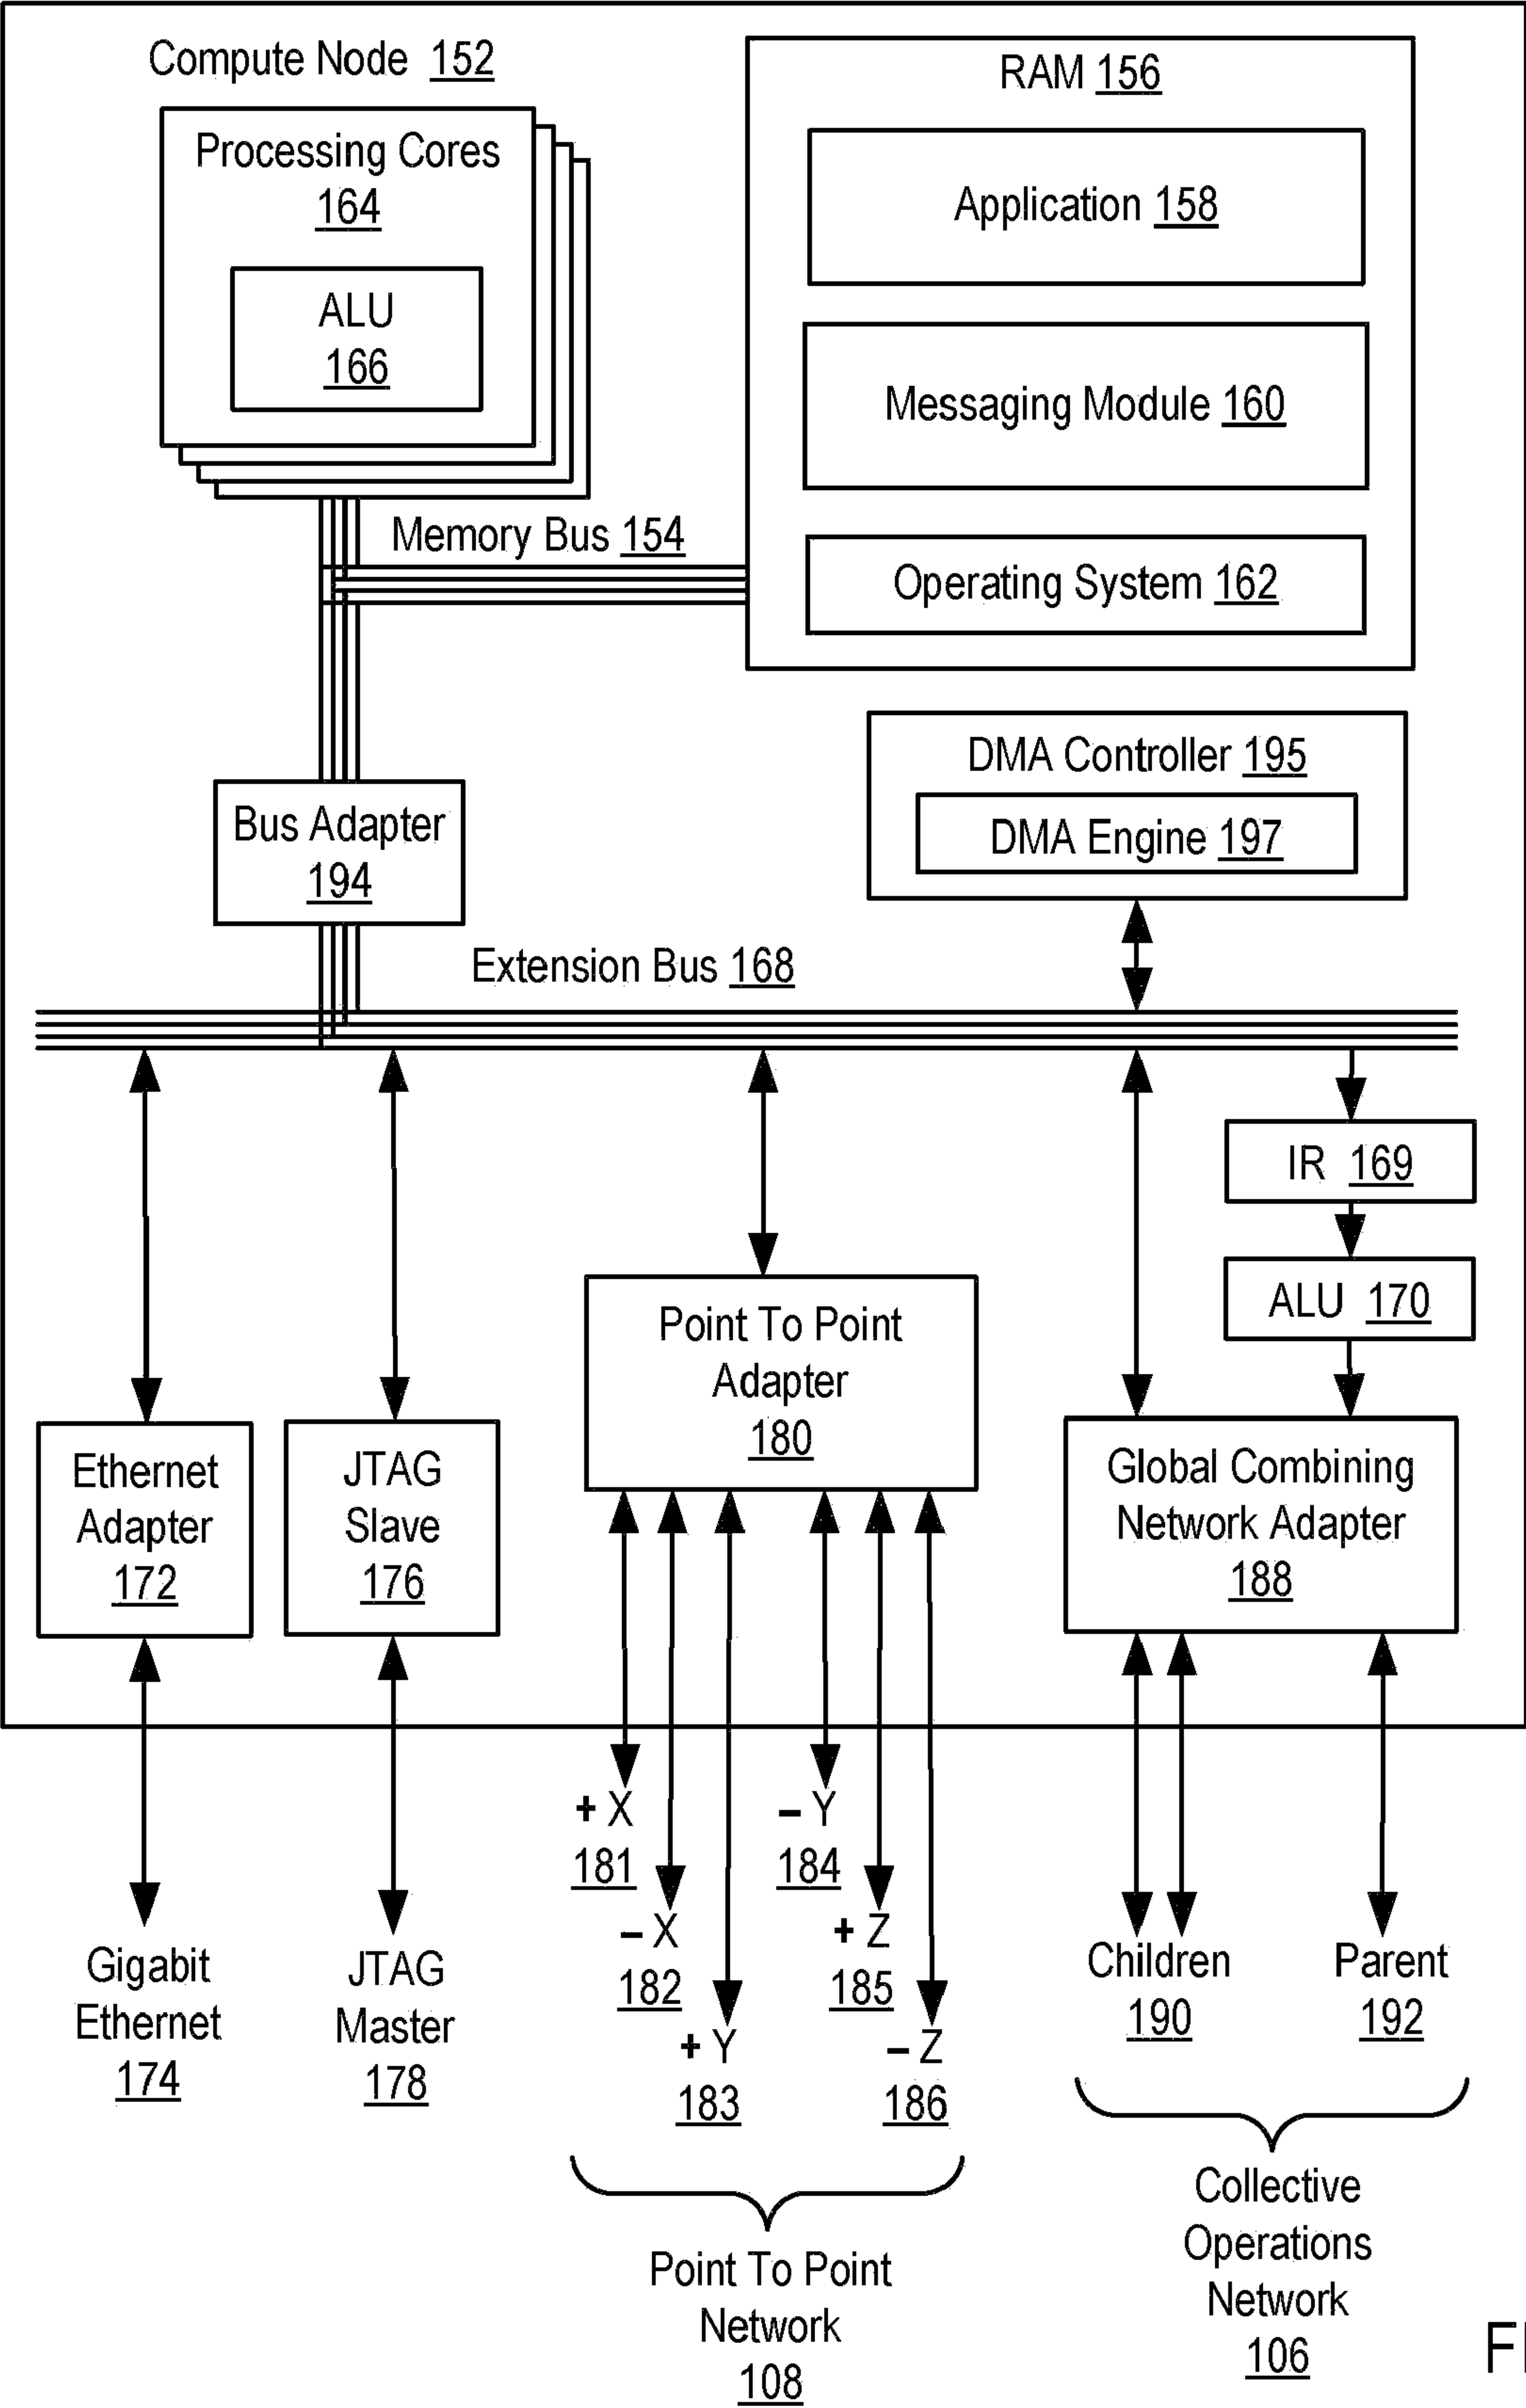 Compute Node 152
Processing Cores
164
ALU
166
RAM 156
Application 158
Messaging Module 160
Operating System 162
Memory Bus 154
DMA Controller 195
DMA Engine 197
Bus Adapter
194
Extension Bus 168
IR 169
ALU 170
Point To Point
Adapter
180
Ethernet
Adapter
172
JTAG
Slave
176
Global Combining
Network Adapter
188
+ X
181
– X
182
+ Y
183
– Y
184
+ Z
185
– Z
186
Gigabit
Ethernet
174
JTAG
Master
178
Children
190
Parent
192
Point To Point
Network
108
Collective
Operations
Network
106